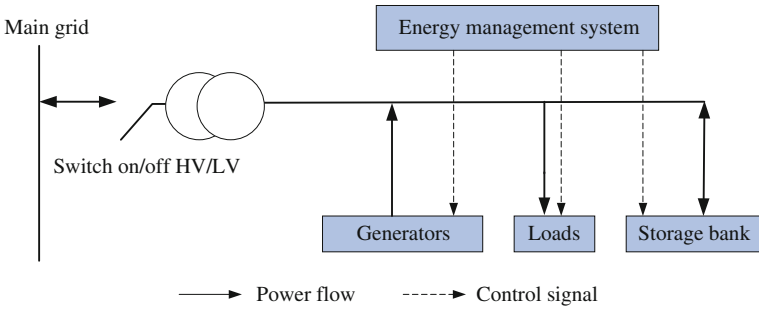 Main grid
Energy management system
Switch on/off HV/LV
Generators
Loads
Storage bank
Power flow
Control signal